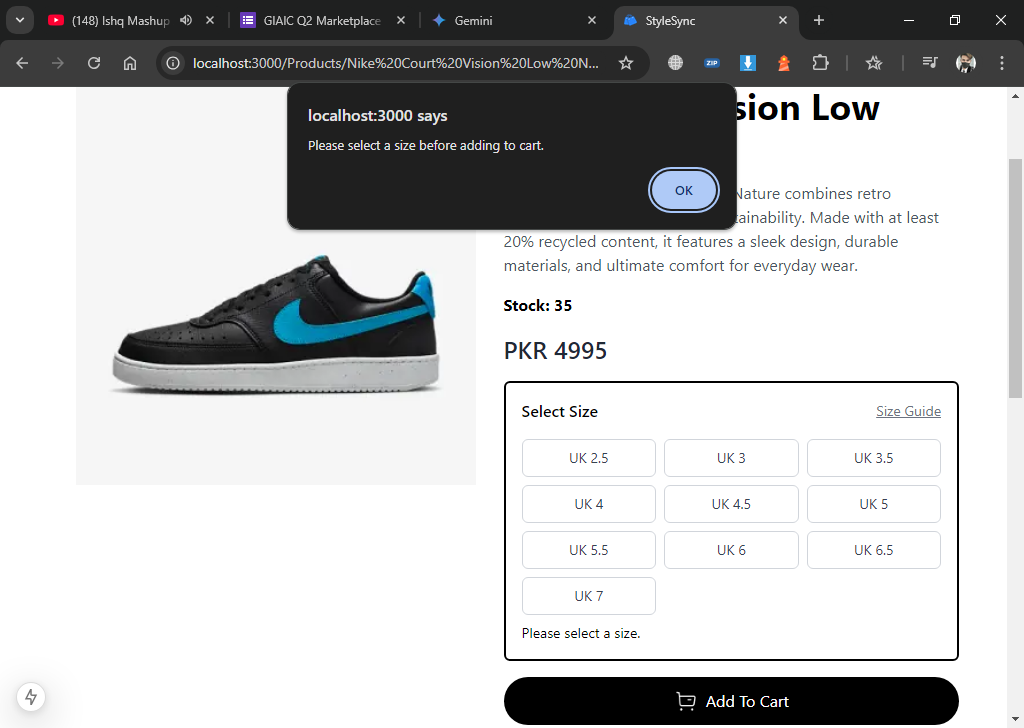 (148) Ishq Mashup
GIAIC Q2 Marketplace
Gemini
StyleSync
localhost:3000/Products/Nike%20Court%20Vision%20Low%20N...
ZIP
localhost:3000 says
Please select a size before adding to cart.
OK
sion Low
Nature combines retro
tainability. Made with at least
20% recycled content, it features a sleek design, durable
materials, and ultimate comfort for everyday wear.
Stock: 35
PKR 4995
Select Size
Size Guide
UK 2.5
UK 3
UK 3.5
UK 4
UK 4.5
UK 5
UK 5.5
UK 6
UK 6.5
UK 7
Please select a size.
Add To Cart